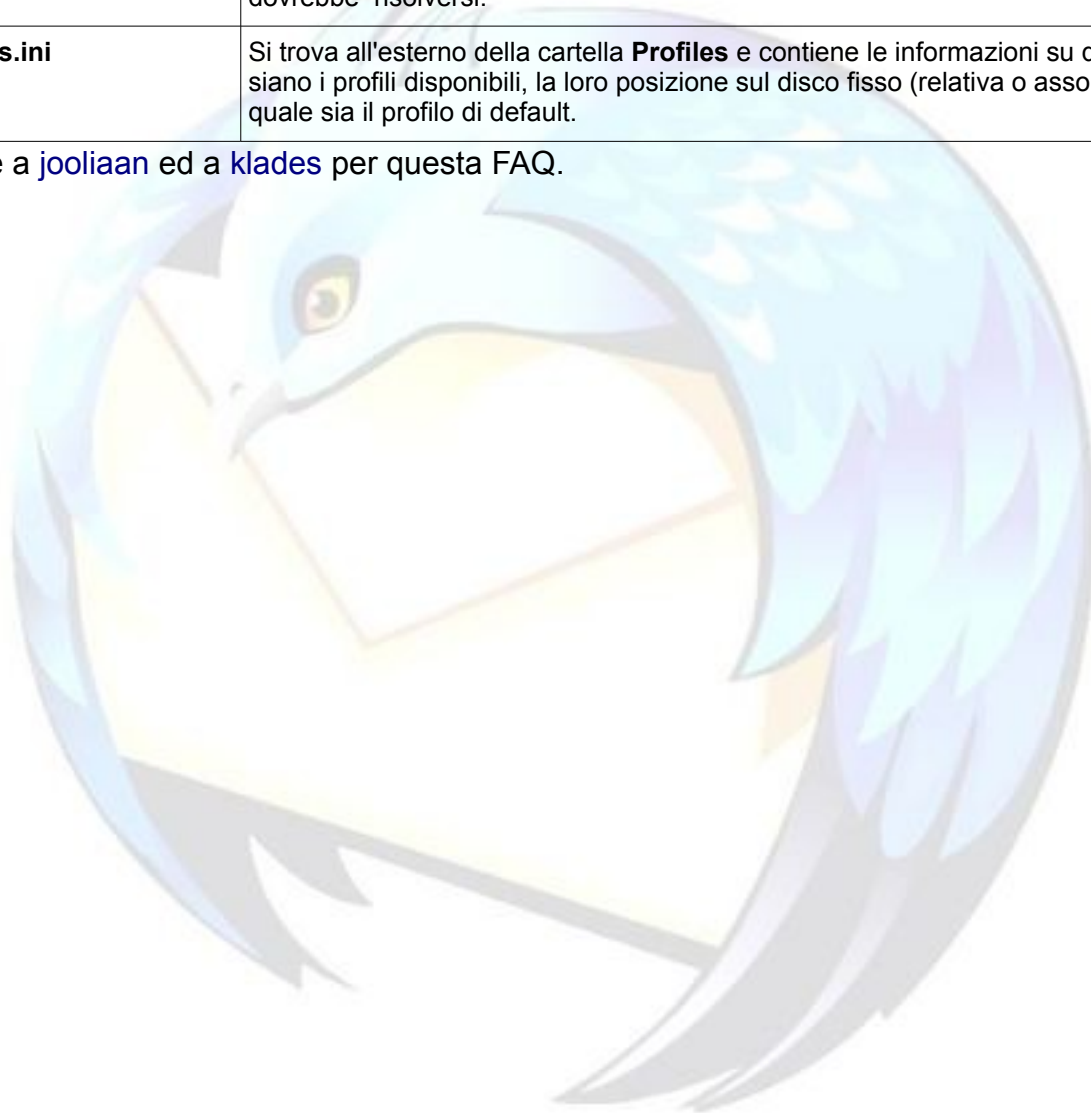 dovrebbe risolversi.
s.ini
Si trova all'esterno della cartella Profiles e contiene le informazioni su
siano i profili disponibili, la loro posizione sul disco fisso (relativa o asso
quale sia il profilo di default.
e a jooliaan ed a klades per questa FAQ.